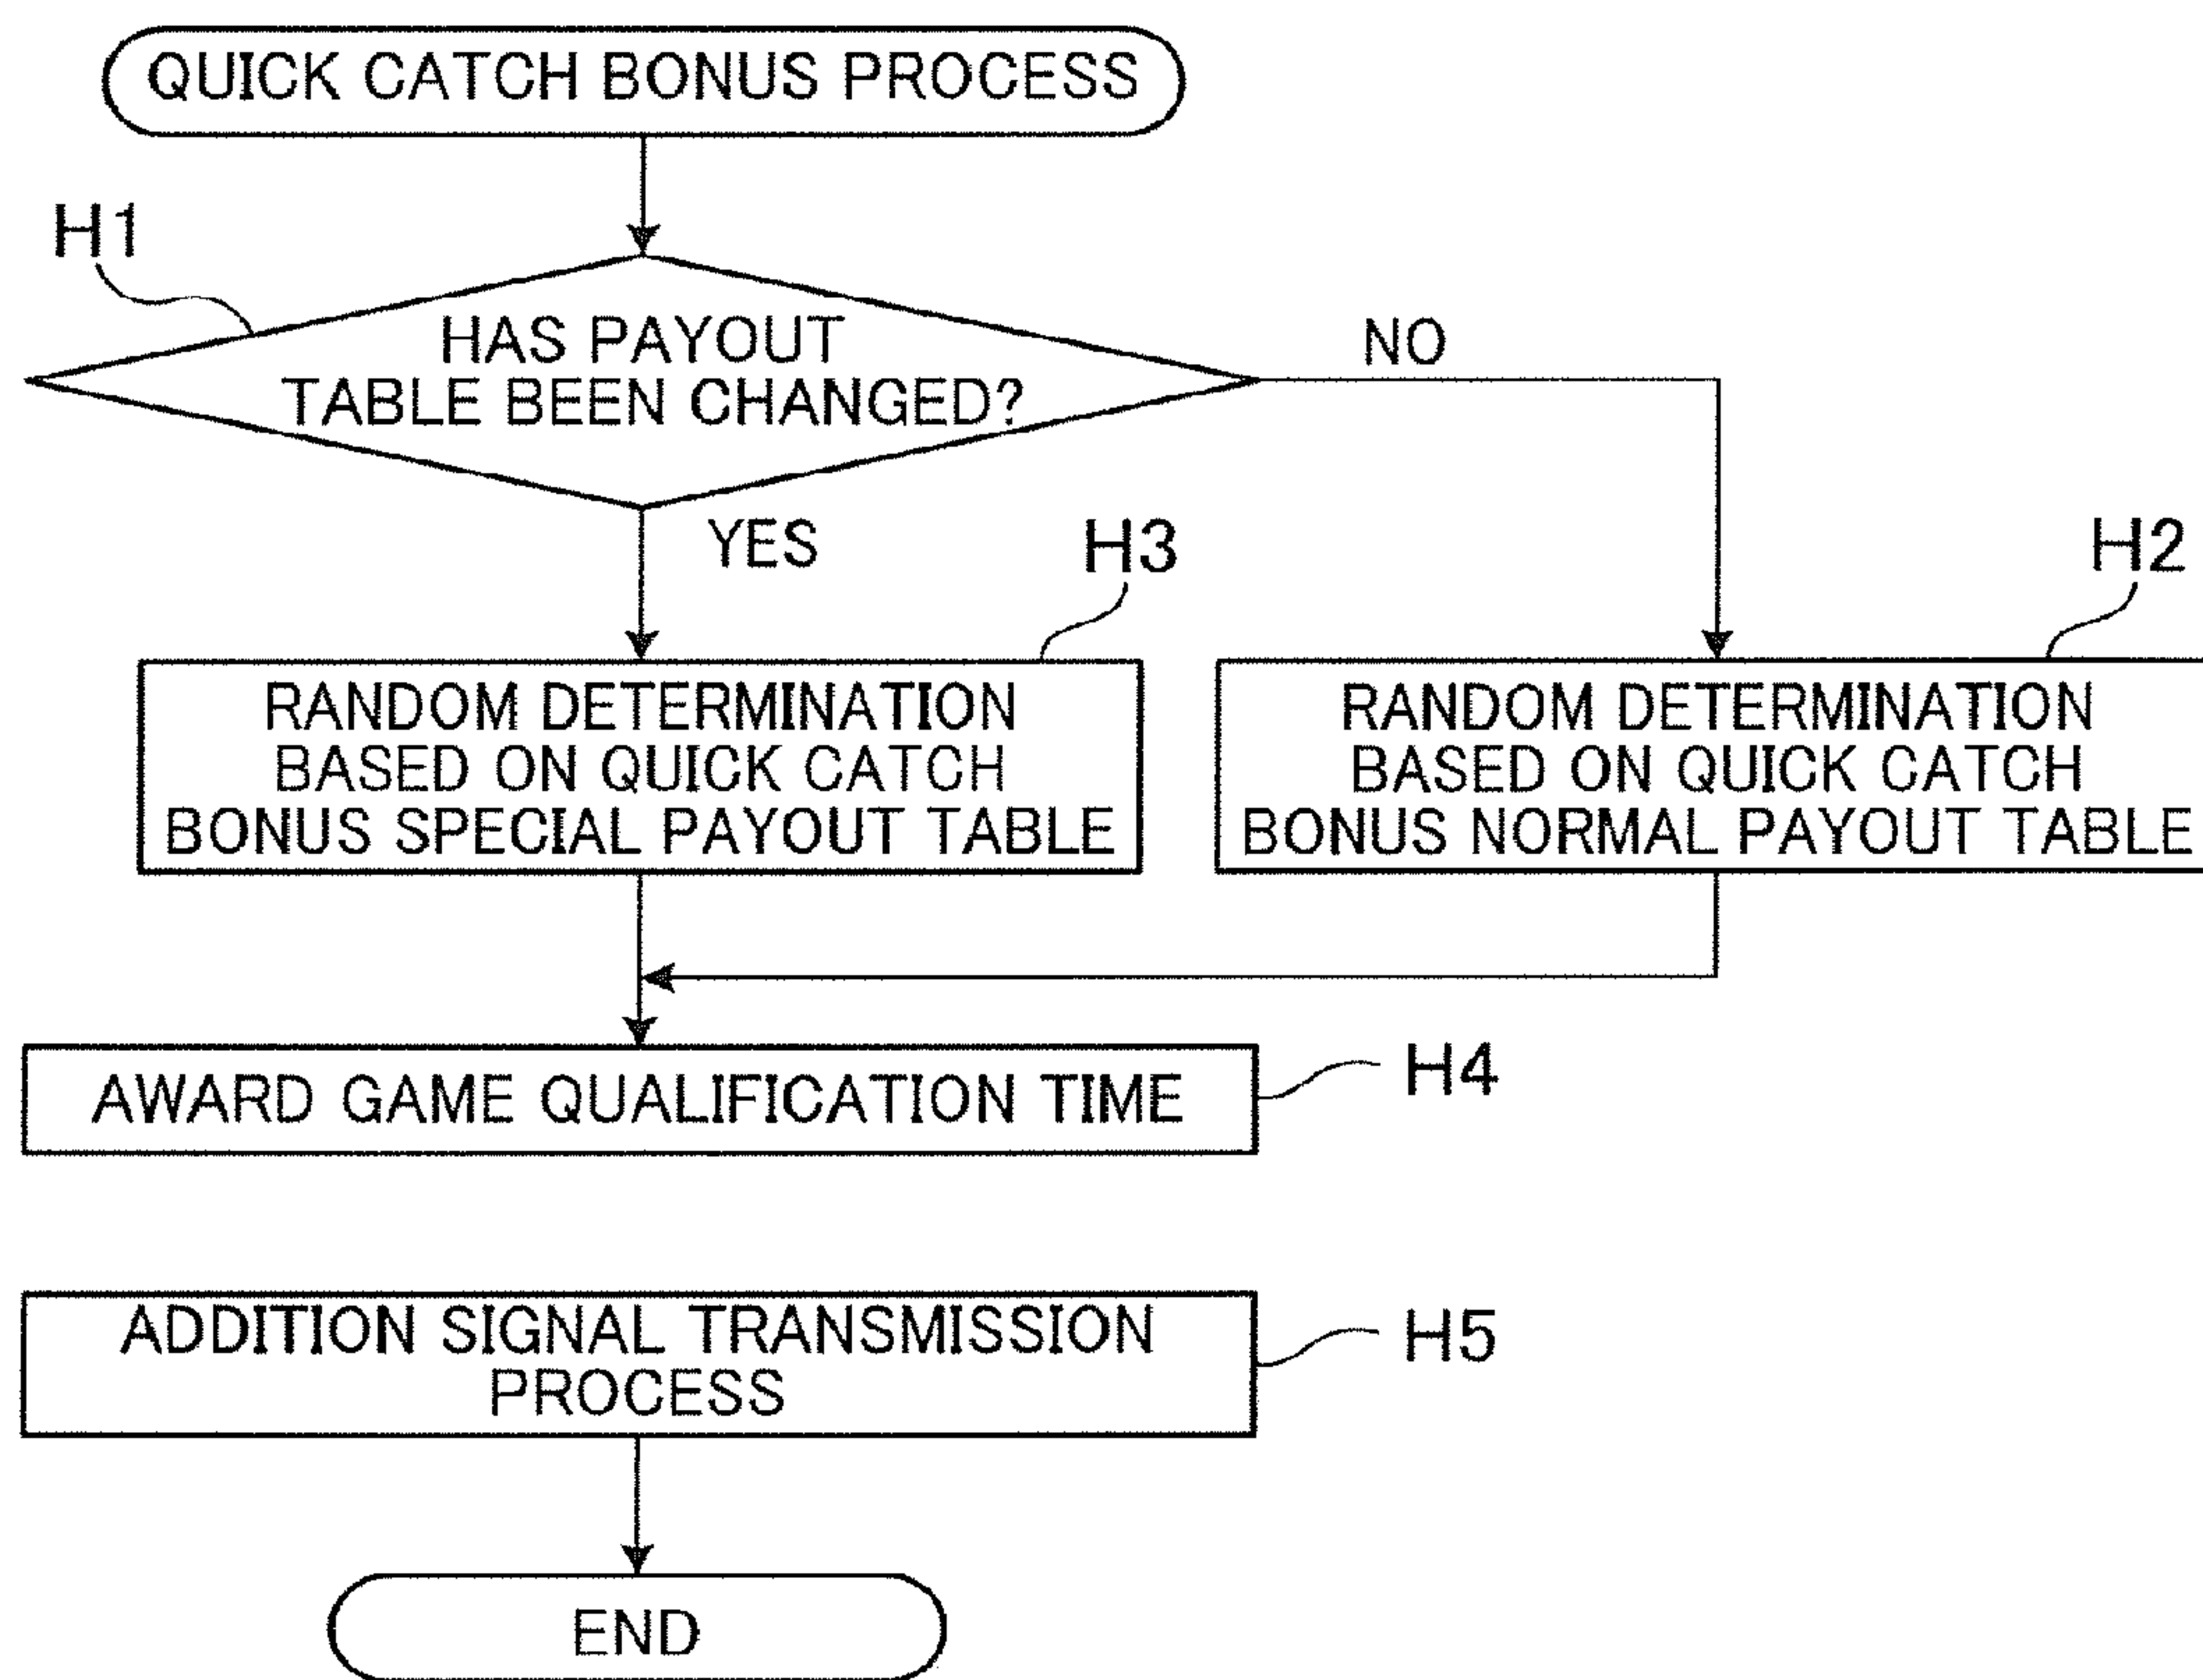 QUICK CATCH BONUS PROCESS
H1
HAS PAYOUT
TABLE BEEN CHANGED?
NO
YES
H3
H2
RANDOM DETERMINATION
BASED ON QUICK CATCH
BONUS SPECIAL PAYOUT TABLE
RANDOM DETERMINATION
BASED ON QUICK CATCH
BONUS NORMAL PAYOUT TABLE
AWARD GAME QUALIFICATION TIME
H4
ADDITION SIGNAL TRANSMISSION
PROCESS
H5
END